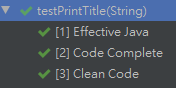 testPrintTitle(String)
[1] Effective Java
[2] Code Complete
[3] Clean Code